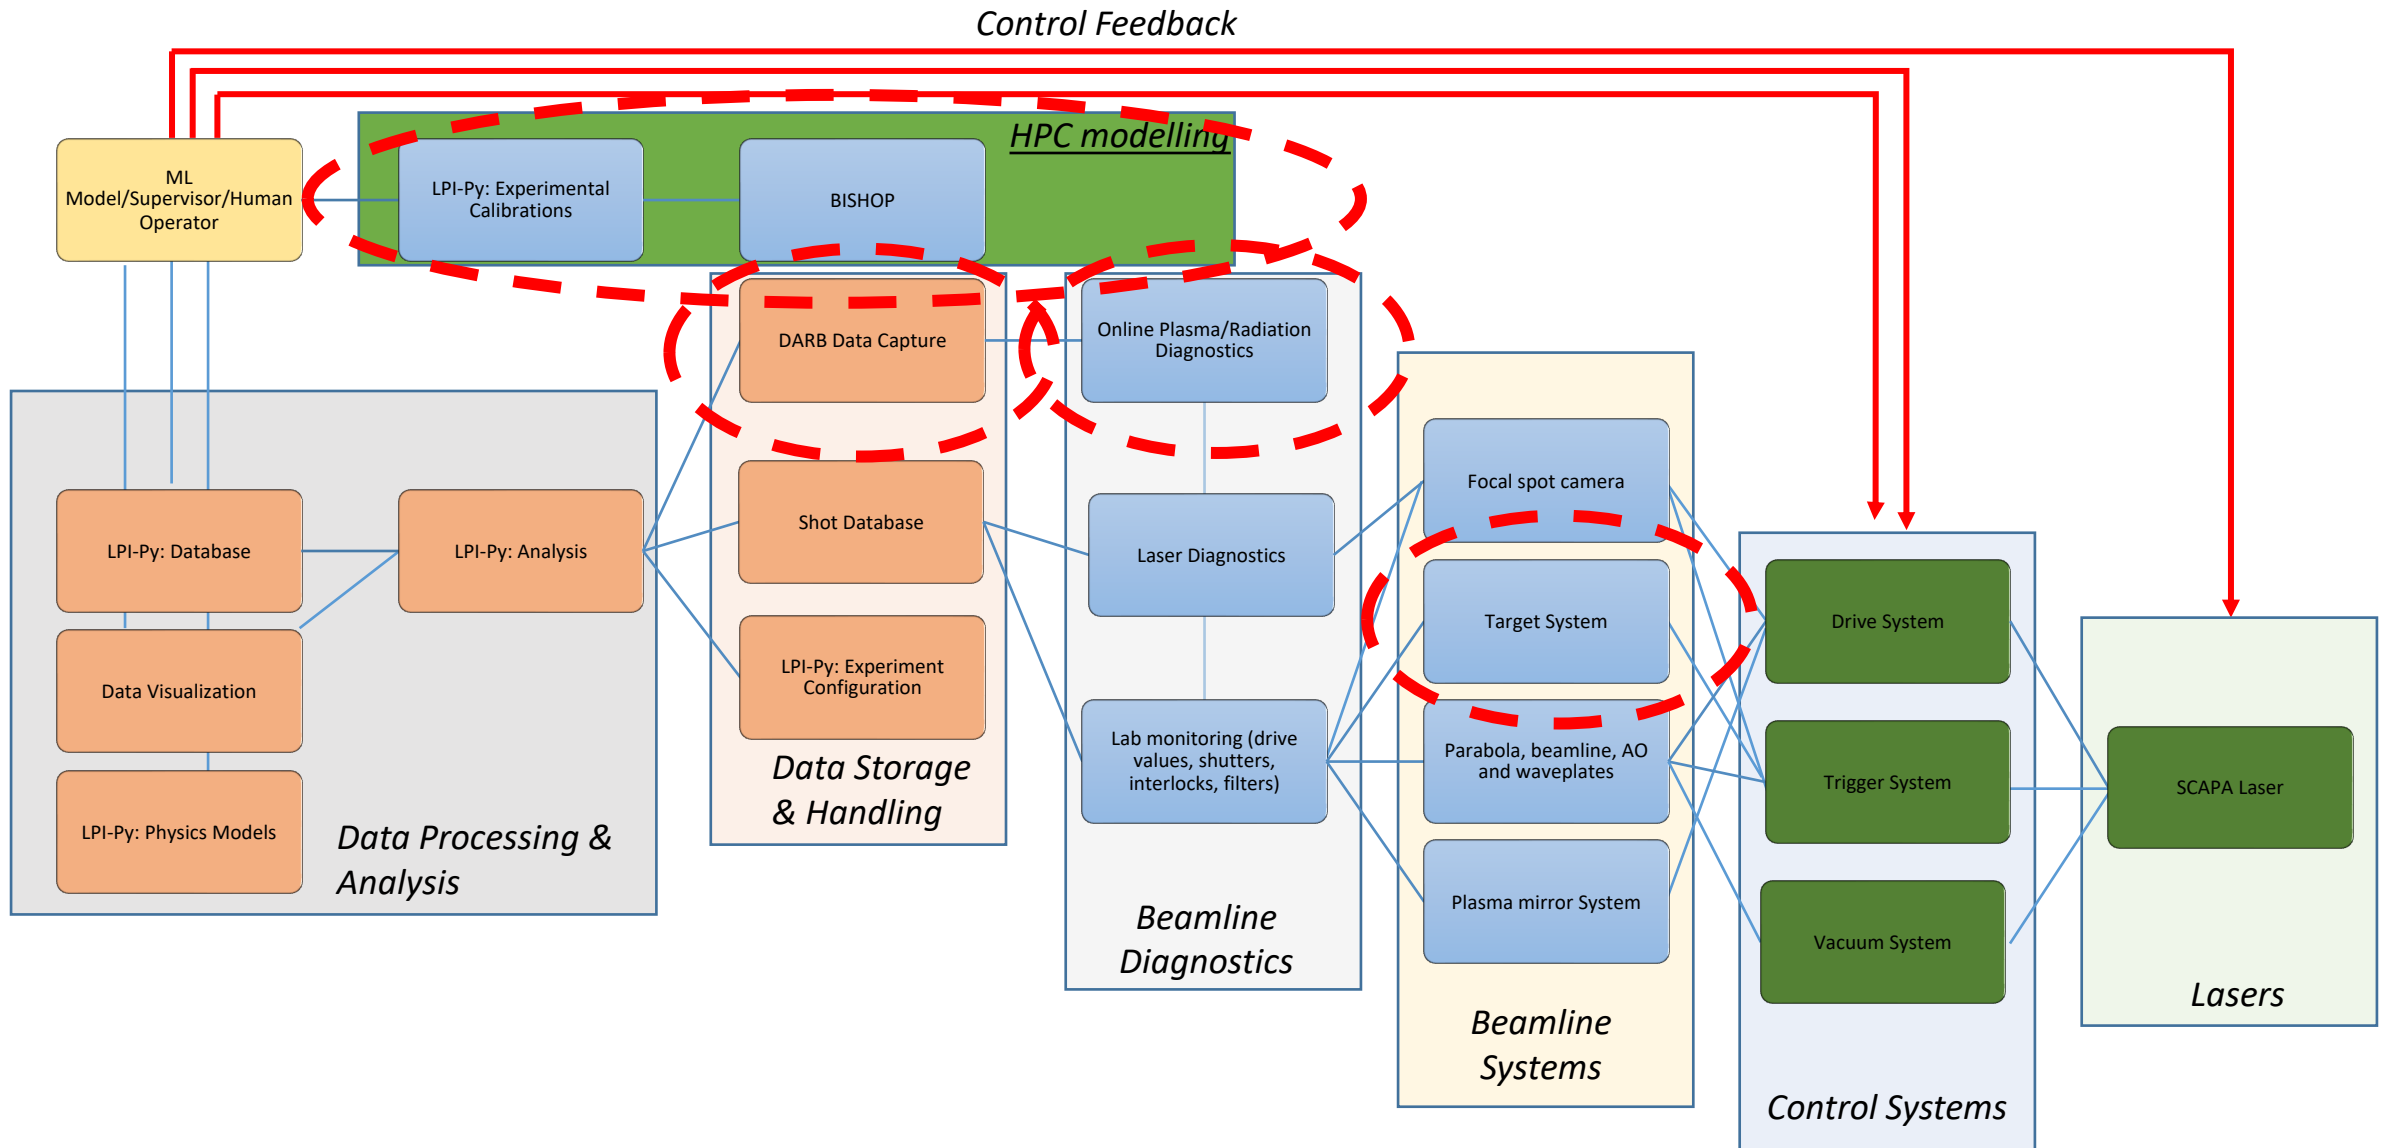 Control Feedback
HPC modelling
ML
Model/Supervisor/Human
Operator
LPI-Py: Experimental
Calibrations
BISHOP
DARB Data Capture
Online Plasma/Radiation
Diagnostics
Focal spot camera
LPI-Py: Database
LPI-Py: Analysis
Shot Database
Laser Diagnostics
Target System
Drive System
Data Visualization
LPI-Py: Experiment
Configuration
Lab monitoring (drive
values, shutters,
interlocks, filters)
Parabola, beamline, AO
and waveplates
Trigger System
SCAPA Laser
LPI-Py: Physics Models
Data Processing &
Analysis
Data Storage
& Handling
Plasma mirror System
Vacuum System
Beamline
Diagnostics
Lasers
Beamline
Systems
Control Systems